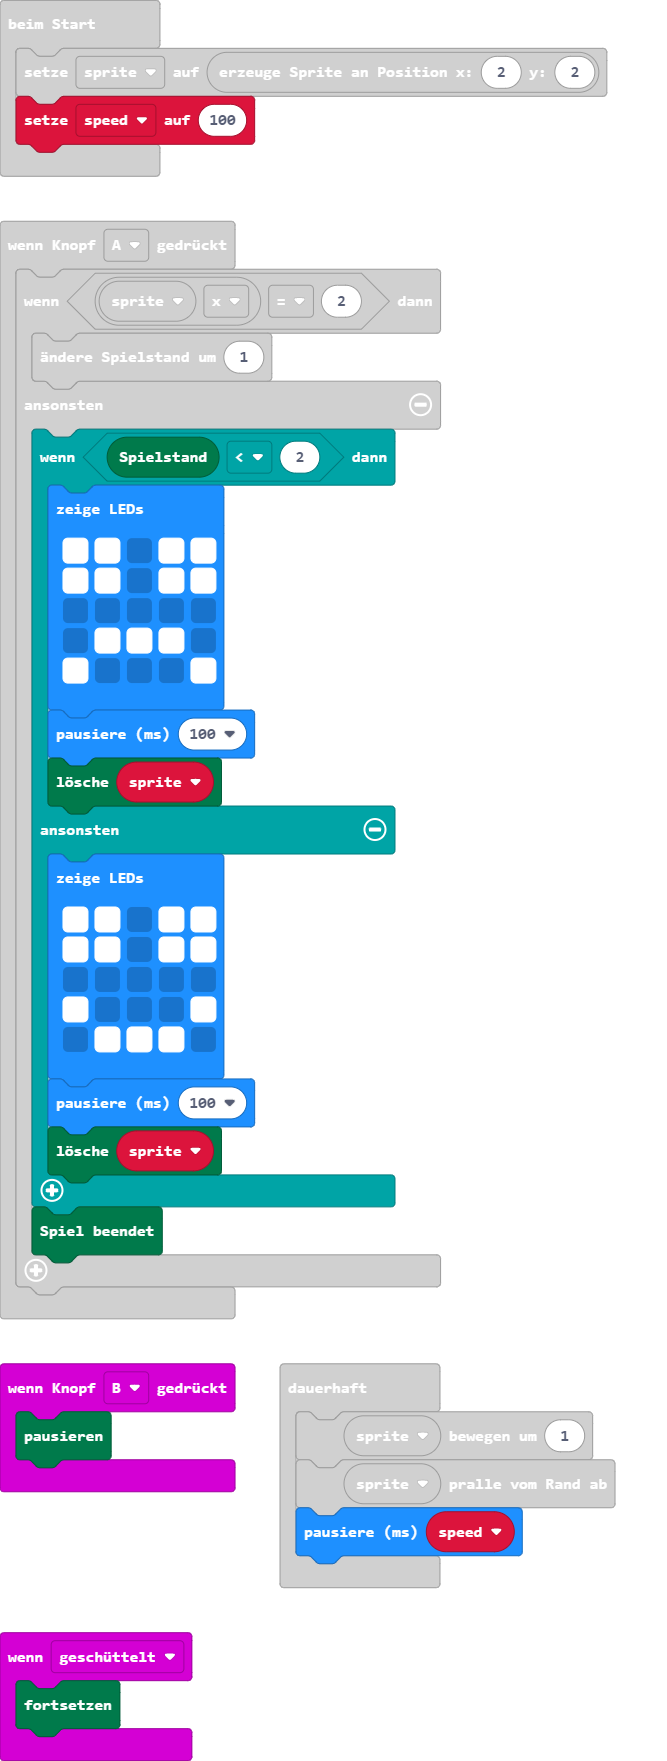 beim Start
setze sprite auf erzeuge Sprite an Position x: 2 y: 2
setze speed auf 100
wenn Knopf A gedrückt
wenn sprite x = 2 dann
ändere Spielstand um 1
ansonsten
wenn Spielstand < 2 dann
zeige LEDs
pausiere (ms) 100
lösche sprite
ansonsten
zeige LEDs
pausiere (ms) 100
lösche sprite
Spiel beendet
wenn Knopf B gedrückt
pausieren
dauerhaft
sprite bewegen um 1
sprite pralle vom Rand ab
pausiere (ms) speed
wenn geschüttelt
fortsetzen